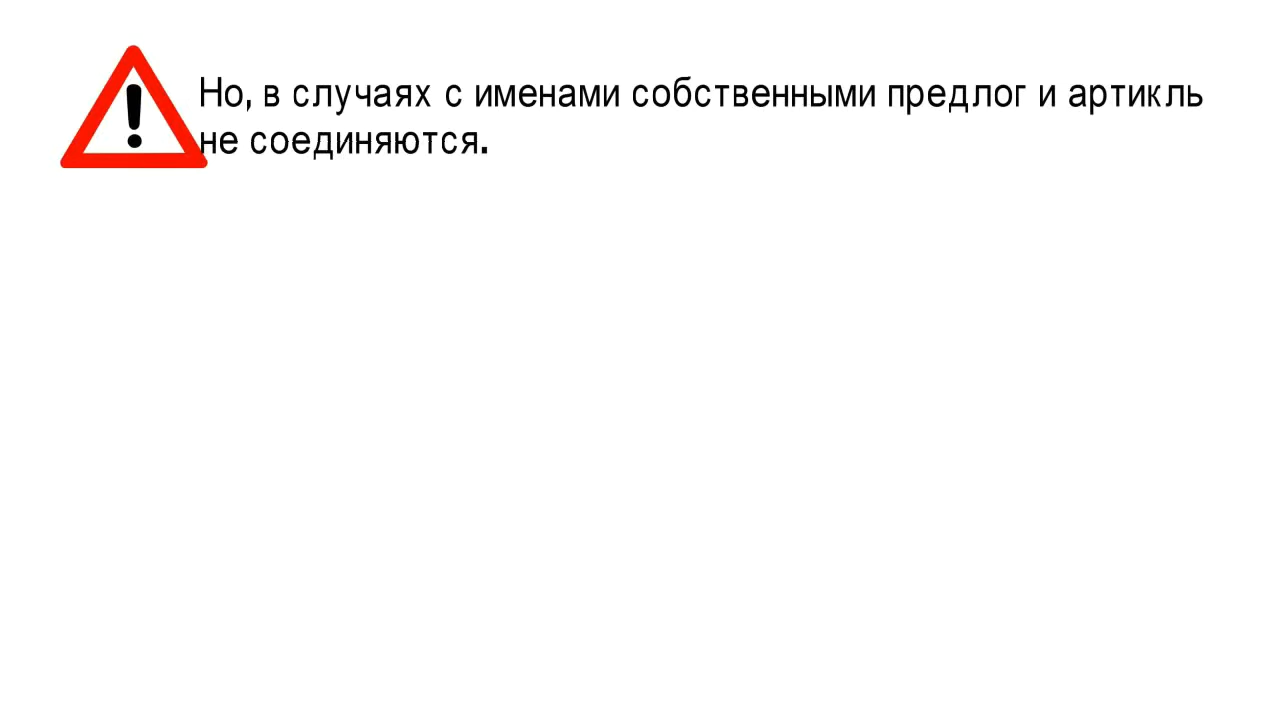 Но, в случаях с именами собственными предлог и артикль
не соединяются.